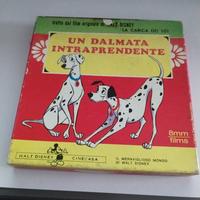 tratto dal film originale di WALT DISNEY
"LA CARICA DEI 101"
UN DALMATA
INTRAPRENDENTE
8mm
films
WALT DISNEY
CINECASA
IL MERAVIGLIOSO MONDO
DI WALT DISNEY